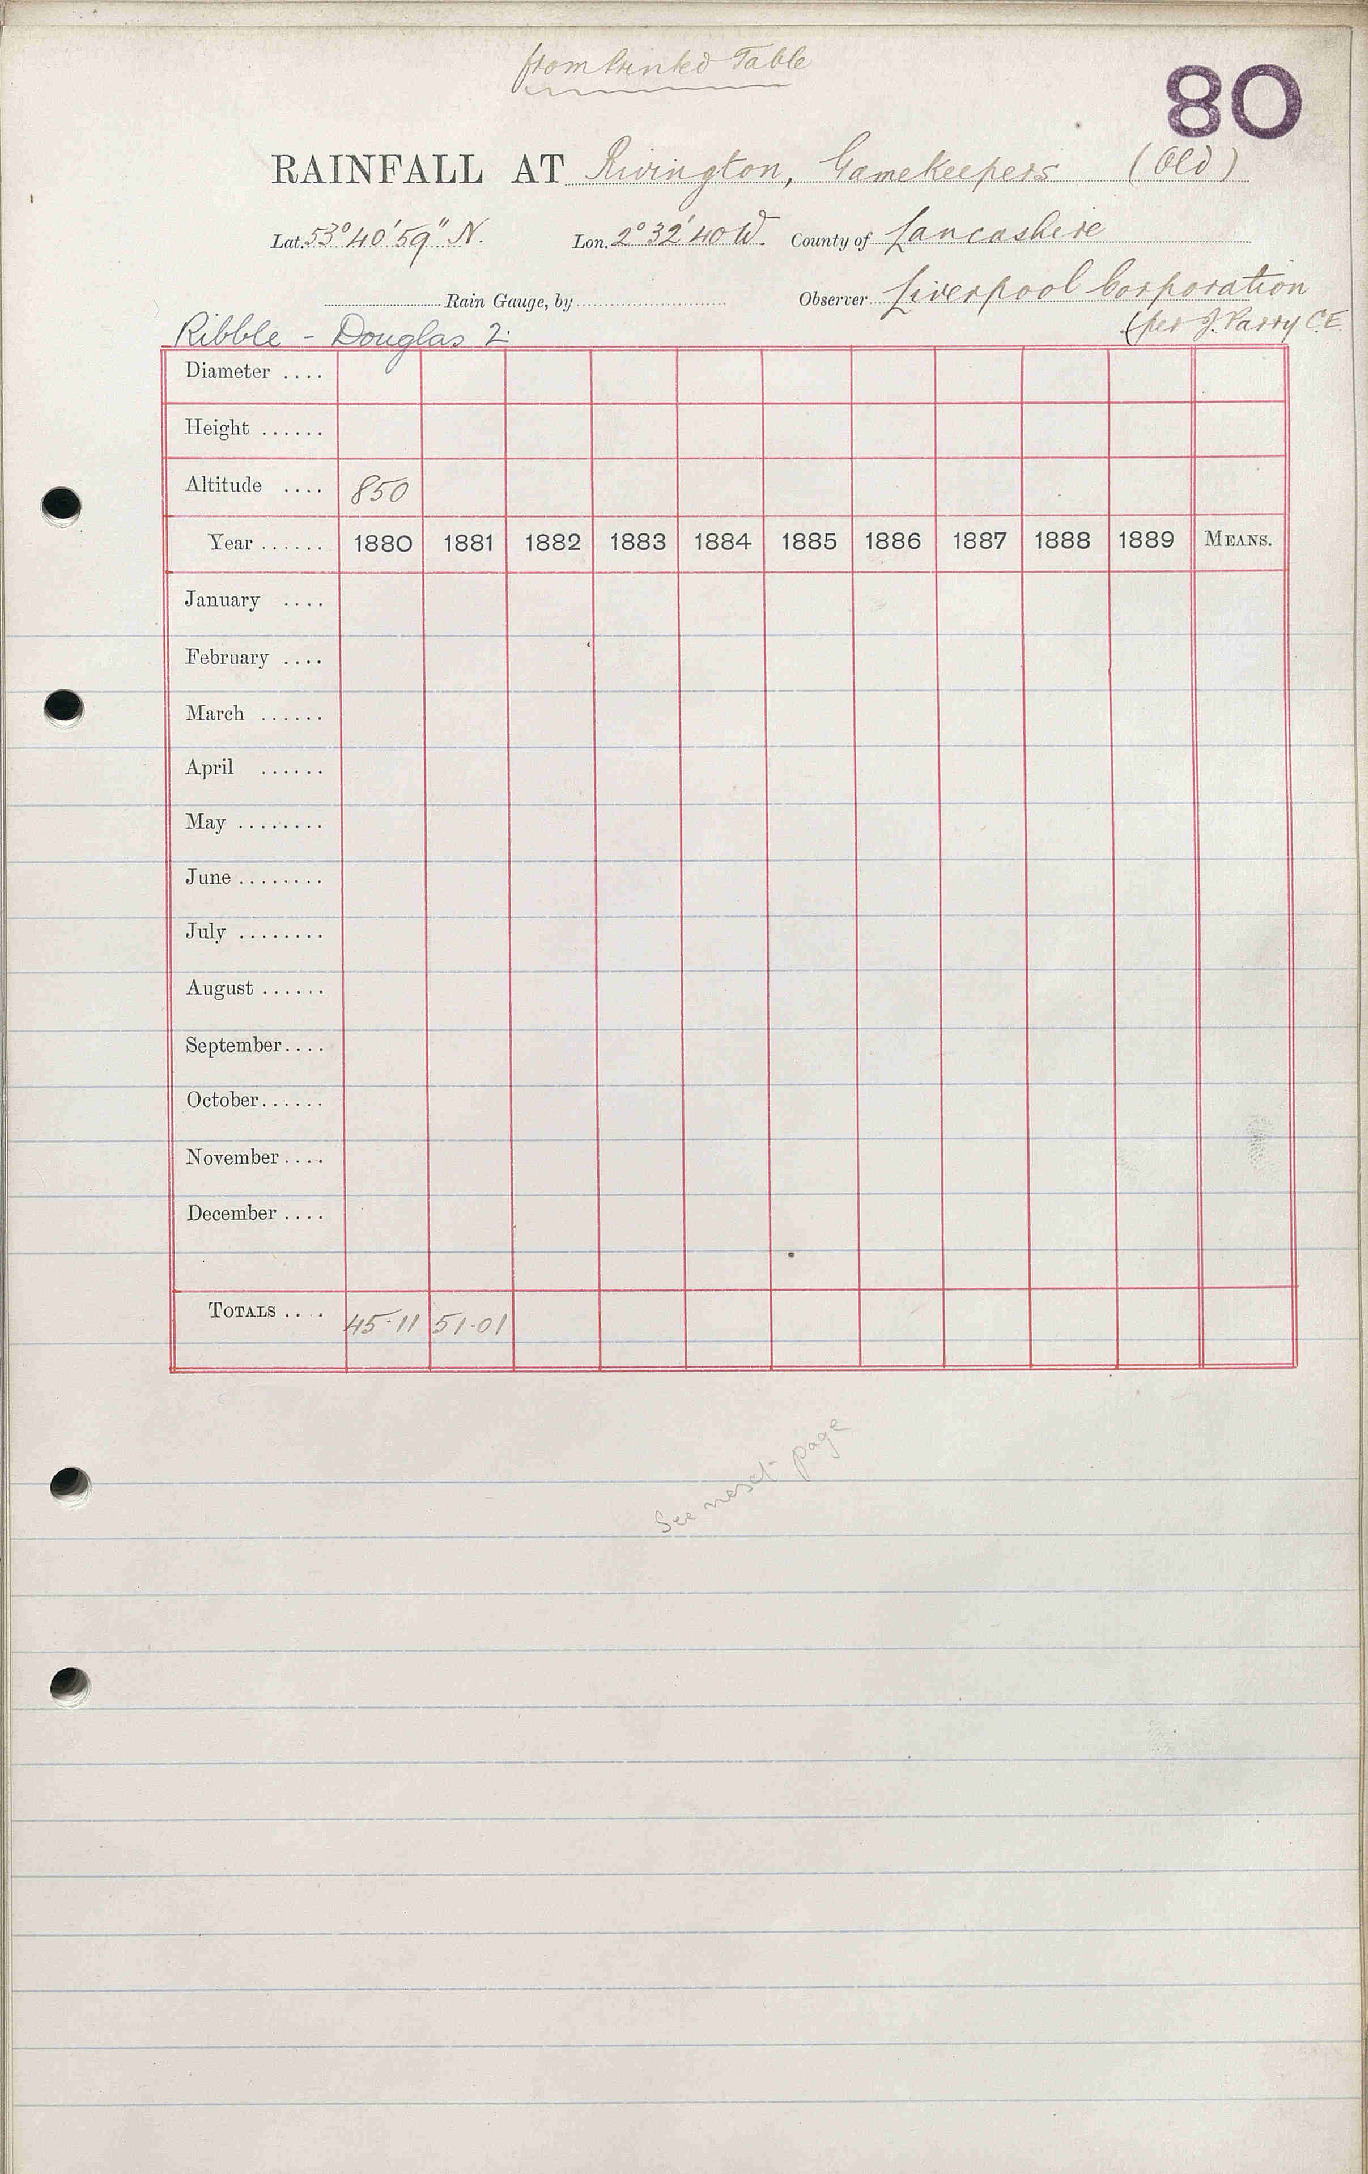 from Printed Table
80
RAINFALL AT Rivington, Gamekeepers (Old)
Lat. 53° 40' 59" N. Lon. 2° 32' 40 W. County of Lancashire
Rain Gauge, by Observer Liverpool Corporation
(per J. Parry C.E.
Ribble - Douglas 2
Diameter ....
Height ......
Altitude .... 850
Year ...... 1880 1881 1882 1883 1884 1885 1886 1887 1888 1889 MEANS.
January ....
February ....
March ......
April ......
May ........
June ........
July ........
August ......
September ....
October ......
November ....
December ....
TOTALS .... 45.11 51.01
See next page